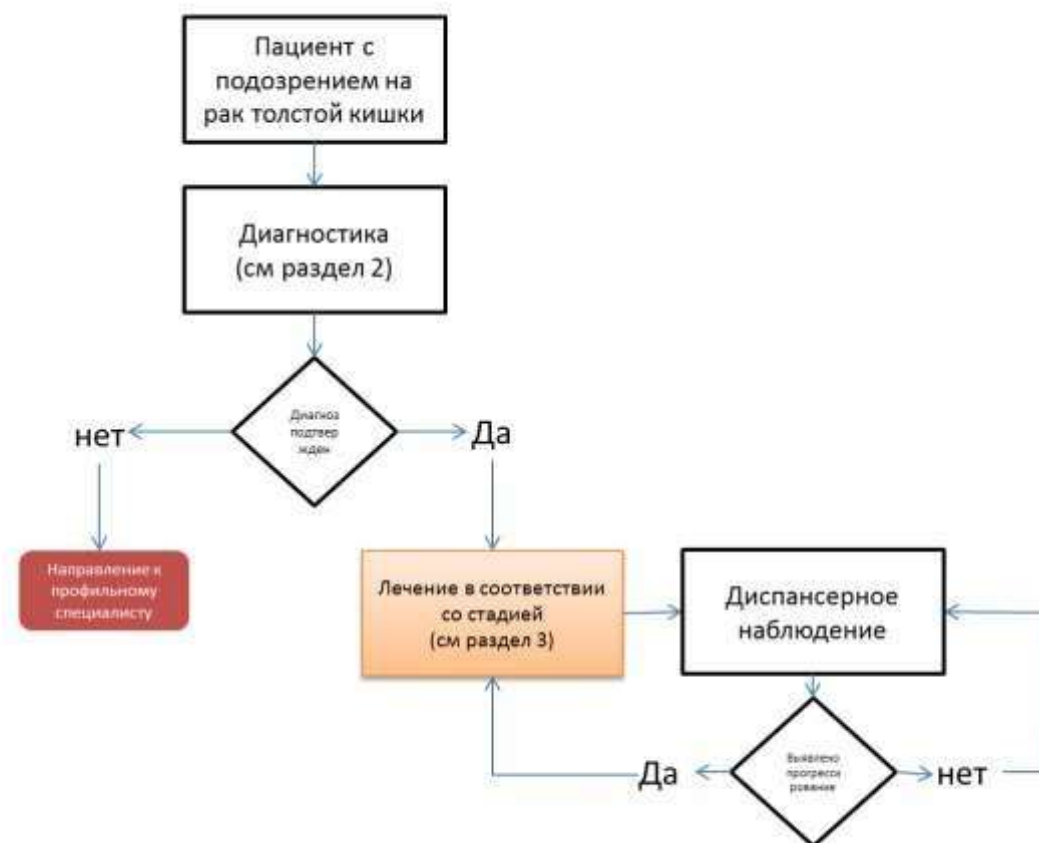 Пациент с
подозрением на
рак толстой кишки
Диагностика
(см раздел 2)
Диагноз
подтвер
жден
нет
Да
Направление к
профильному
специалисту
Лечение в соответствии
со стадией
(см раздел 3)
Диспансерное
наблюдение
Выявлено
прогресси
рование
Да
нет